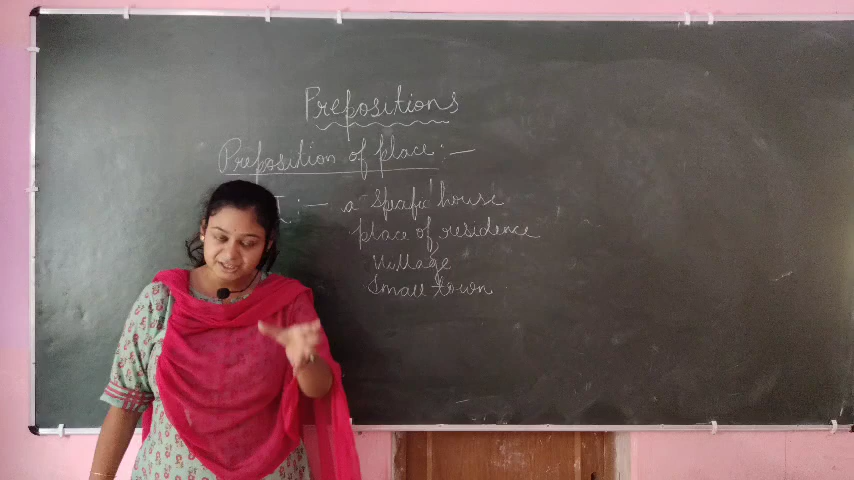 Prepositions
Preposition of place :-
:- a specific house
place of residence
Village
Small town